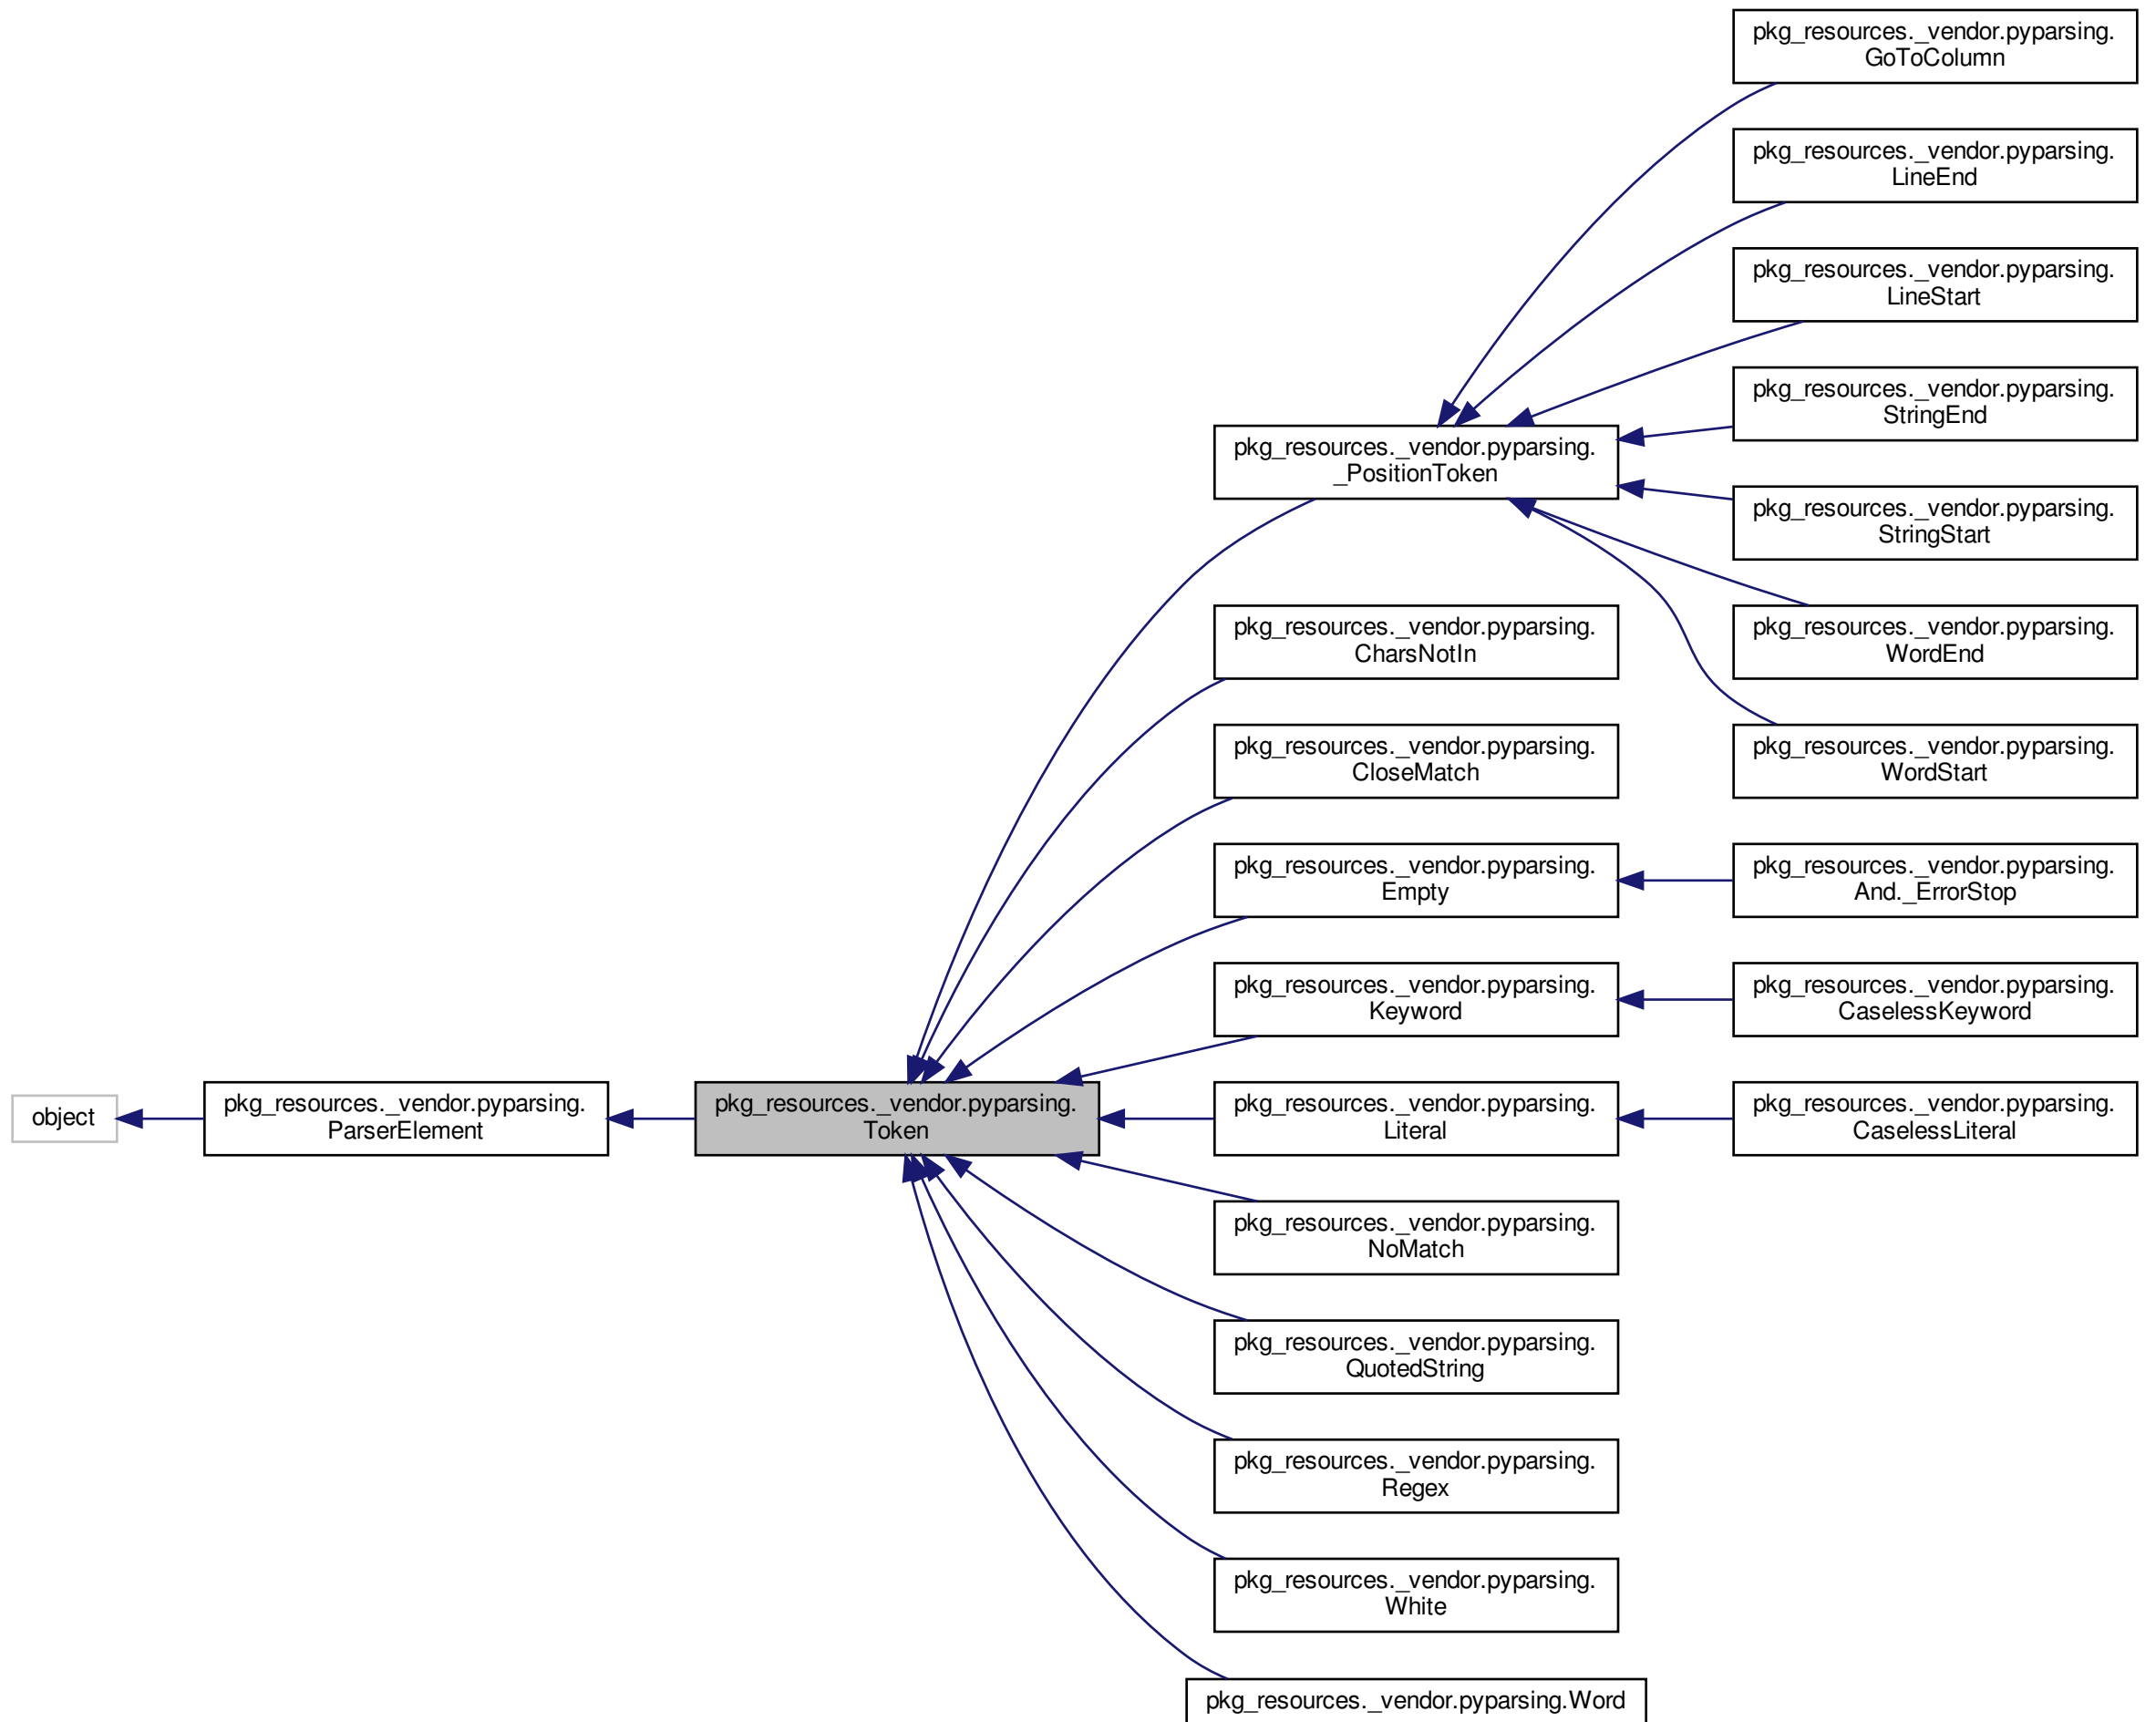 pkg_resources._vendor.pyparsing.
GoToColumn
pkg_resources._vendor.pyparsing.
LineEnd
pkg_resources._vendor.pyparsing.
LineStart
pkg_resources._vendor.pyparsing.
StringEnd
pkg_resources._vendor.pyparsing.
_PositionToken
pkg_resources._vendor.pyparsing.
StringStart
pkg_resources._vendor.pyparsing.
CharsNotIn
pkg_resources._vendor.pyparsing.
WordEnd
pkg_resources._vendor.pyparsing.
CloseMatch
pkg_resources._vendor.pyparsing.
WordStart
pkg_resources._vendor.pyparsing.
Empty
pkg_resources._vendor.pyparsing.
And._ErrorStop
pkg_resources._vendor.pyparsing.
Keyword
pkg_resources._vendor.pyparsing.
CaselessKeyword
object
pkg_resources._vendor.pyparsing.
ParserElement
pkg_resources._vendor.pyparsing.
Token
pkg_resources._vendor.pyparsing.
Literal
pkg_resources._vendor.pyparsing.
CaselessLiteral
pkg_resources._vendor.pyparsing.
NoMatch
pkg_resources._vendor.pyparsing.
QuotedString
pkg_resources._vendor.pyparsing.
Regex
pkg_resources._vendor.pyparsing.
White
pkg_resources._vendor.pyparsing.Word